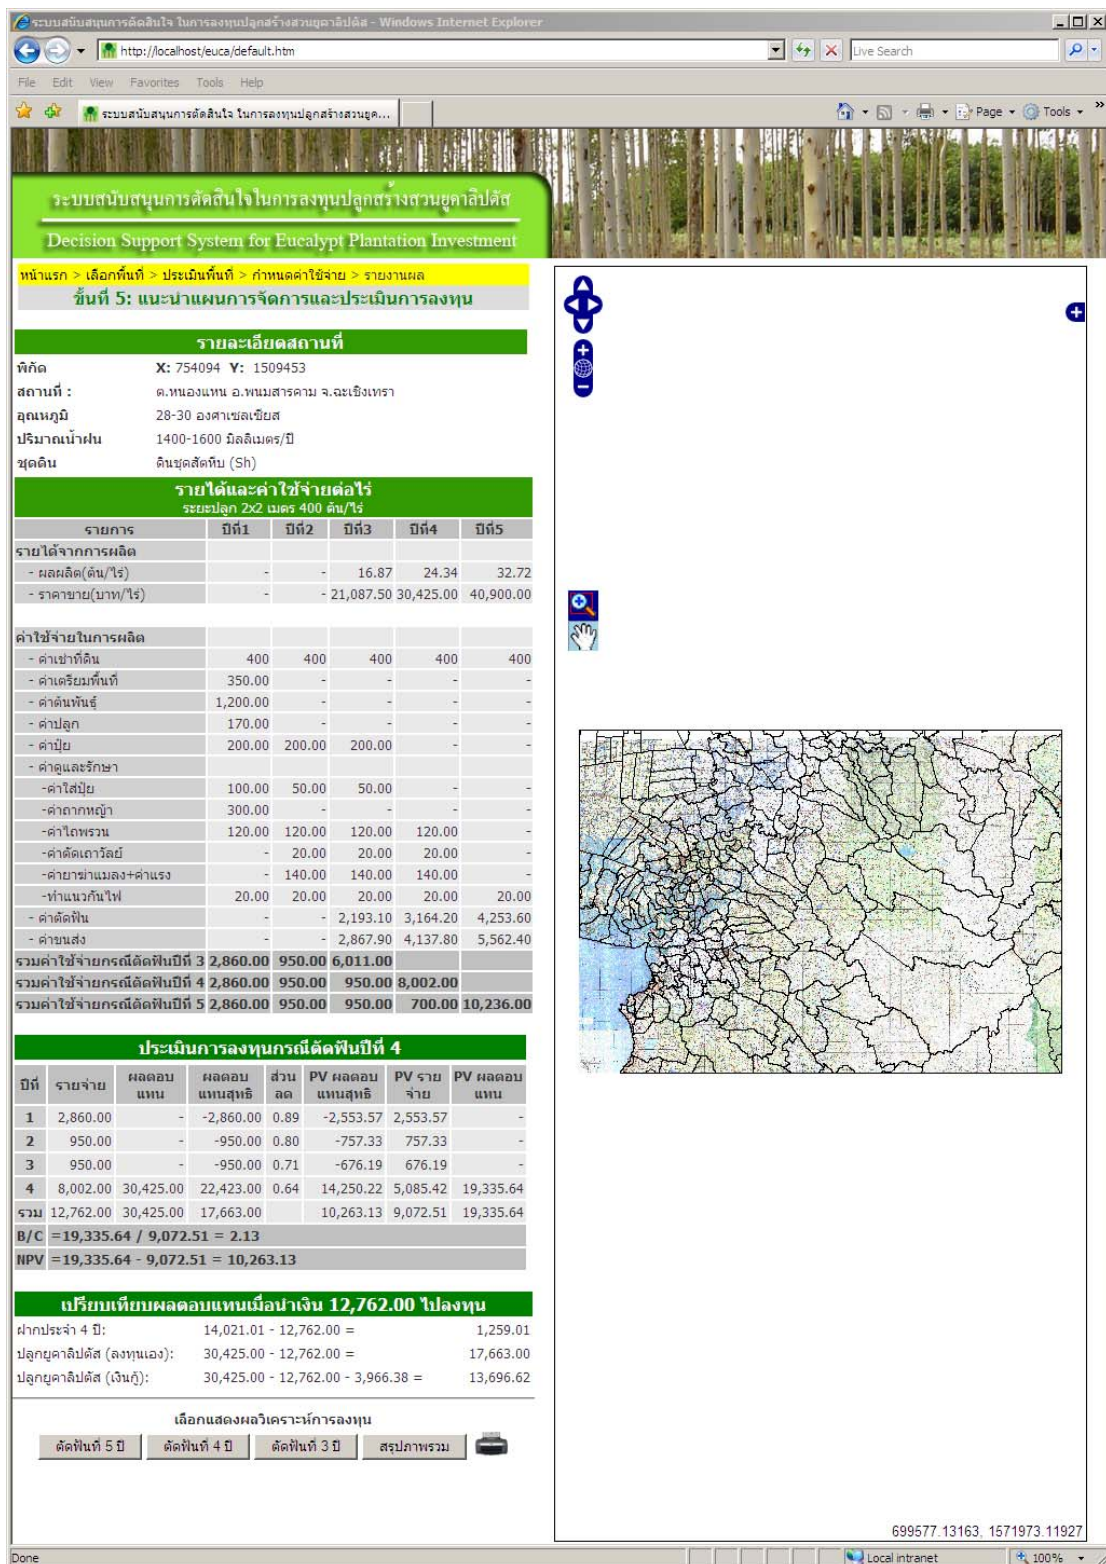 ระบบสนับสนุนการตัดสินใจ ในการลงทุนปลูกสร้างสวนยูคาลิปตัส - Windows Internet Explorer
http://localhost/euca/default.htm
Live Search
File Edit View Favorites Tools Help
ระบบสนับสนุนการตัดสินใจ ในการลงทุนปลูกสร้างสวนยูค...
Page Tools
ระบบสนับสนุนการตัดสินใจในการลงทุนปลูกสร้างสวนยูคาลิปตัส
Decision Support System for Eucalypt Plantation Investment
หน้าแรก > เลือกพื้นที่ > ประเมินพื้นที่ > กำหนดค่าใช้จ่าย > รายงานผล
ขั้นที่ 5: แนะนำแผนการจัดการและประเมินการลงทุน
รายละเอียดสถานที่
พิกัด X: 754094 Y: 1509453
สถานที่ : ต.หนองแหน อ.พนมสารคาม จ.ฉะเชิงเทรา
อุณหภูมิ 28-30 องศาเซลเซียส
ปริมาณน้ำฝน 1400-1600 มิลลิเมตร/ปี
ชุดดิน ดินชุดสัตหีบ (Sh)
รายได้และค่าใช้จ่ายต่อไร่
ระยะปลูก 2x2 เมตร 400 ต้น/ไร่
รายการ ปีที่1 ปีที่2 ปีที่3 ปีที่4 ปีที่5
รายได้จากการผลิต
- ผลผลิต(ตัน/ไร่) - - 16.87 24.34 32.72
- ราคาขาย(บาท/ไร่) - - 21,087.50 30,425.00 40,900.00
ค่าใช้จ่ายในการผลิต
- ค่าเช่าที่ดิน 400 400 400 400 400
- ค่าเตรียมพื้นที่ 350.00 - - - -
- ค่าต้นพันธุ์ 1,200.00 - - - -
- ค่าปลูก 170.00 - - - -
- ค่าปุ๋ย 200.00 200.00 200.00 - -
- ค่าดูแลรักษา
-ค่าใส่ปุ๋ย 100.00 50.00 50.00 - -
-ค่าถากหญ้า 300.00 - - - -
-ค่าไถพรวน 120.00 120.00 120.00 120.00 -
-ค่าตัดเถาวัลย์ - 20.00 20.00 20.00 -
-ค่ายาฆ่าแมลง+ค่าแรง - 140.00 140.00 140.00 -
-ทำแนวกันไฟ 20.00 20.00 20.00 20.00 20.00
- ค่าตัดฟัน - - 2,193.10 3,164.20 4,253.60
- ค่าขนส่ง - - 2,867.90 4,137.80 5,562.40
รวมค่าใช้จ่ายกรณีตัดฟันปีที่ 3 2,860.00 950.00 6,011.00
รวมค่าใช้จ่ายกรณีตัดฟันปีที่ 4 2,860.00 950.00 950.00 8,002.00
รวมค่าใช้จ่ายกรณีตัดฟันปีที่ 5 2,860.00 950.00 950.00 700.00 10,236.00
ประเมินการลงทุนกรณีตัดฟันปีที่ 4
ปีที่ รายจ่าย ผลตอบแทน ผลตอบแทนสุทธิ ส่วนลด PV ผลตอบแทนสุทธิ PV รายจ่าย PV ผลตอบแทน
1 2,860.00 - -2,860.00 0.89 -2,553.57 2,553.57 -
2 950.00 - -950.00 0.80 -757.33 757.33 -
3 950.00 - -950.00 0.71 -676.19 676.19 -
4 8,002.00 30,425.00 22,423.00 0.64 14,250.22 5,085.42 19,335.64
รวม 12,762.00 30,425.00 17,663.00 10,263.13 9,072.51 19,335.64
B/C =19,335.64 / 9,072.51 = 2.13
NPV =19,335.64 - 9,072.51 = 10,263.13
เปรียบเทียบผลตอบแทนเมื่อนำเงิน 12,762.00 ไปลงทุน
ฝากประจำ 4 ปี: 14,021.01 - 12,762.00 = 1,259.01
ปลูกยูคาลิปตัส (ลงทุนเอง): 30,425.00 - 12,762.00 = 17,663.00
ปลูกยูคาลิปตัส (เงินกู้): 30,425.00 - 12,762.00 - 3,966.38 = 13,696.62
เลือกแสดงผลวิเคราะห์การลงทุน
ตัดฟันที่ 5 ปี ตัดฟันที่ 4 ปี ตัดฟันที่ 3 ปี สรุปภาพรวม
699577.13163, 1571973.11927
Done Local intranet 100%